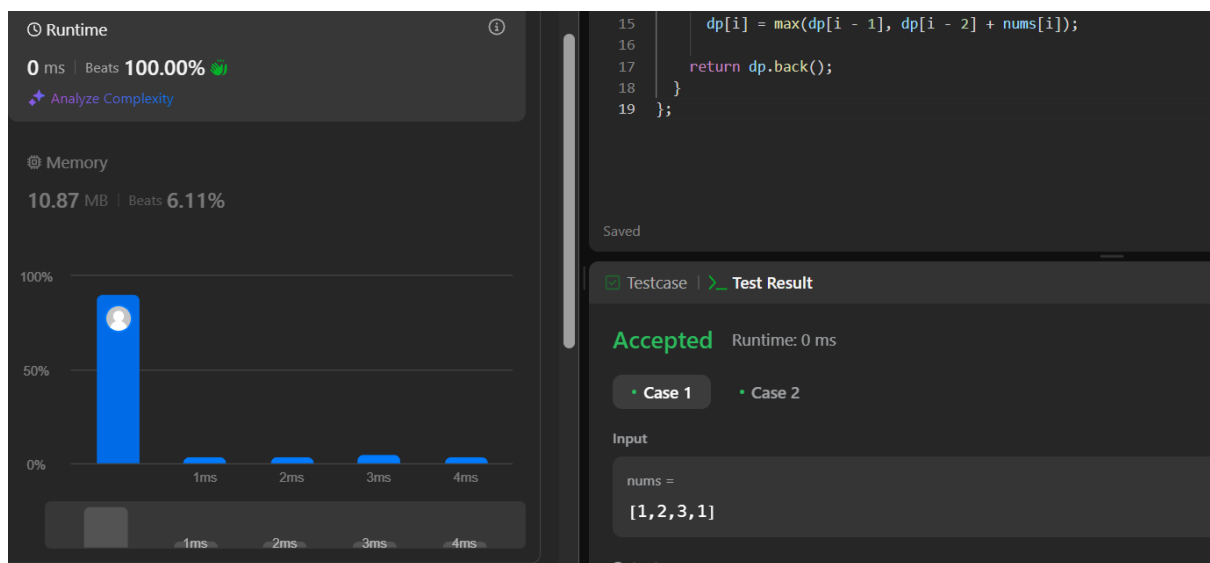 Runtime
0 ms | Beats 100.00%
Analyze Complexity
Memory
10.87 MB | Beats 6.11%
100%
50%
0%
1ms 2ms 3ms 4ms
1ms 2ms 3ms 4ms
15 dp[i] = max(dp[i - 1], dp[i - 2] + nums[i]);
16
17 return dp.back();
18 }
19 };
Saved
Testcase | >_ Test Result
Accepted Runtime: 0 ms
• Case 1 • Case 2
Input
nums =
[1,2,3,1]